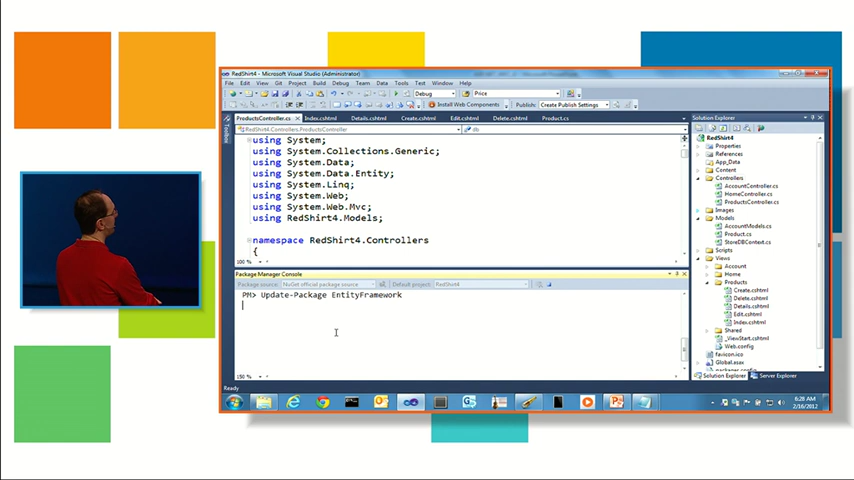 RedShirt4 - Microsoft Visual Studio (Administrator)
File Edit View Git Project Build Debug Team Data Tools Test Window Help
Debug Price
Install Web Components Publish: Create Publish Settings
ProductsController.cs Index.cshtml Details.cshtml Create.cshtml Edit.cshtml Delete.cshtml Product.cs
RedShirt4.Controllers.ProductsController db
Toolbox
using System;
using System.Collections.Generic;
using System.Data;
using System.Data.Entity;
using System.Linq;
using System.Web;
using System.Web.Mvc;
using RedShirt4.Models;
namespace RedShirt4.Controllers
{
100 %
Package Manager Console
Package source: NuGet official package source Default project: RedShirt4
PM> Update-Package EntityFramework
150 %
Solution Explorer
RedShirt4
Properties
References
App_Data
Content
Controllers
AccountController.cs
HomeController.cs
ProductsController.cs
Images
Models
AccountModels.cs
Product.cs
StoreDBContext.cs
Scripts
Views
Account
Home
Products
Create.cshtml
Delete.cshtml
Details.cshtml
Edit.cshtml
Index.cshtml
Shared
_ViewStart.cshtml
Web.config
favicon.ico
Global.asax
packages.config
Solution Explorer Server Explorer
Ready
6:28 AM
2/16/2012